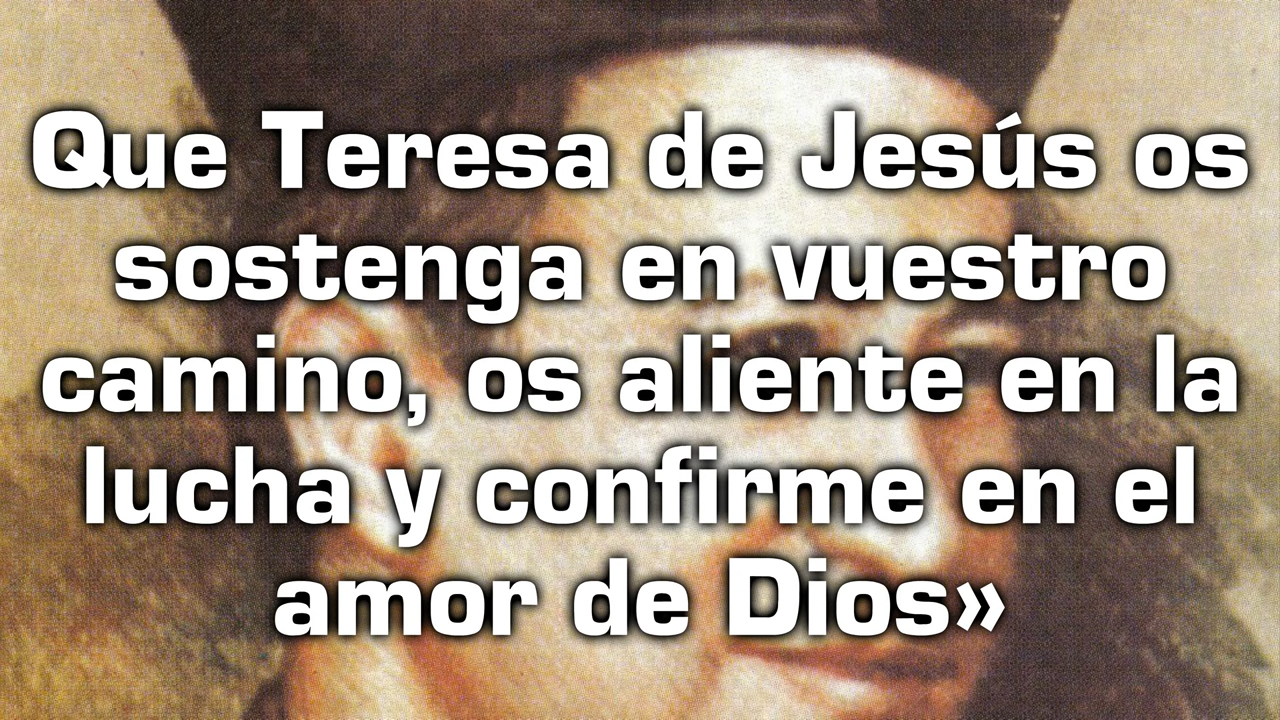 Que Teresa de Jesús os
sostenga en vuestro
camino, os aliente en la
lucha y confirme en el
amor de Dios»